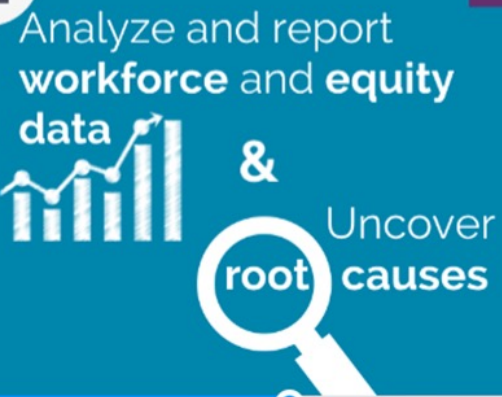 Analyze and report
workforce and equity
data
&
Uncover
root causes